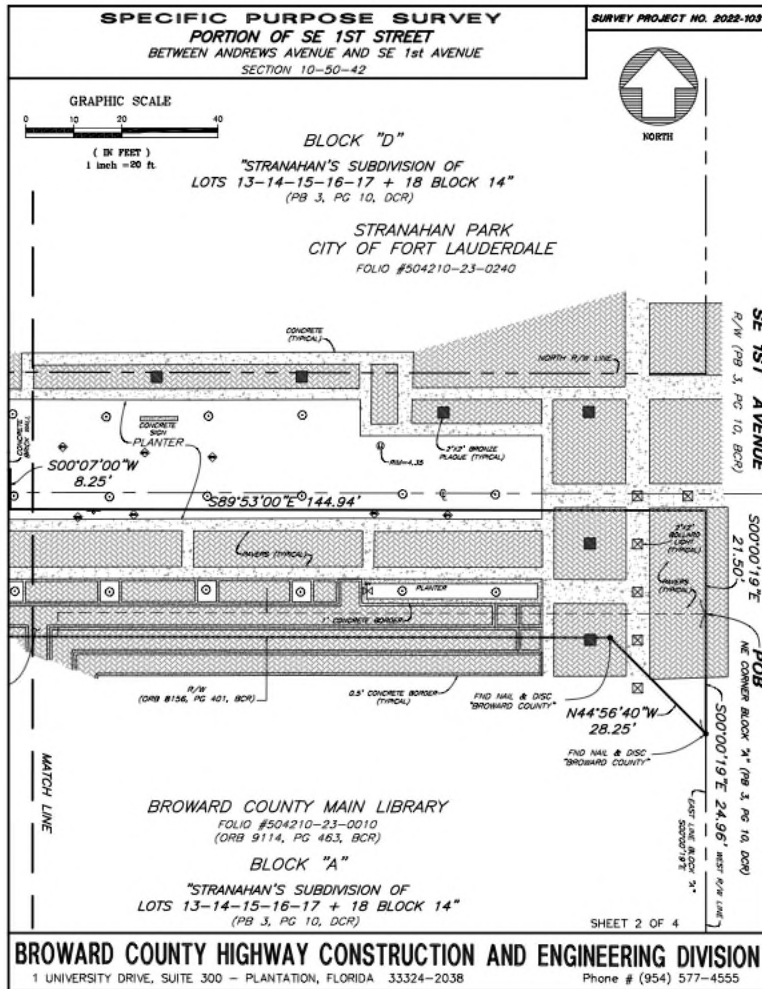 SPECIFIC PURPOSE SURVEY
PORTION OF SE 1ST STREET
BETWEEN ANDREWS AVENUE AND SE 1st AVENUE
SECTION 10-50-42
SURVEY PROJECT NO. 2022-103
GRAPHIC SCALE
0 10 20 40
( IN FEET )
1 inch =20 ft
NORTH
BLOCK "D"
"STRANAHAN'S SUBDIVISION OF
LOTS 13-14-15-16-17 + 18 BLOCK 14"
(PB 3, PG 10, DCR)
STRANAHAN PARK
CITY OF FORT LAUDERDALE
FOLIO #504210-23-0240
CONCRETE
(TYPICAL)
NORTH R/W LINE
SE 1ST AVENUE
R/W (PB 3, PG 10, BCR)
CONCRETE
KNOB WALL
CONCRETE
SIGN
PLANTER
2'X2' BRONZE
PLAQUE (TYPICAL)
RIM=4.35
S00°07'00"W
8.25'
S89°53'00"E 144.94'
2'X2'
BOLLARD
LIGHT
(TYPICAL)
S00°00'19"E
21.50'
PAVERS (TYPICAL)
PAVERS
(TYPICAL)
PLANTER
1' CONCRETE BORDER
POB
NE CORNER BLOCK "A" (PB 3, PG 10, DCR)
R/W
(ORB 8156, PG 401, BCR)
0.5' CONCRETE BORDER
(TYPICAL)
FND NAIL & DISC
"BROWARD COUNTY"
N44°56'40"W
28.25'
FND NAIL & DISC
"BROWARD COUNTY"
S00°00'19"E 24.96'
WEST R/W LINE
EAST LINE BLOCK "A"
S00°00'19"E
MATCH LINE
BROWARD COUNTY MAIN LIBRARY
FOLIO #504210-23-0010
(ORB 9114, PG 463, BCR)
BLOCK "A"
"STRANAHAN'S SUBDIVISION OF
LOTS 13-14-15-16-17 + 18 BLOCK 14"
(PB 3, PG 10, DCR)
SHEET 2 OF 4
BROWARD COUNTY HIGHWAY CONSTRUCTION AND ENGINEERING DIVISION
1 UNIVERSITY DRIVE, SUITE 300 - PLANTATION, FLORIDA 33324-2038
Phone # (954) 577-4555